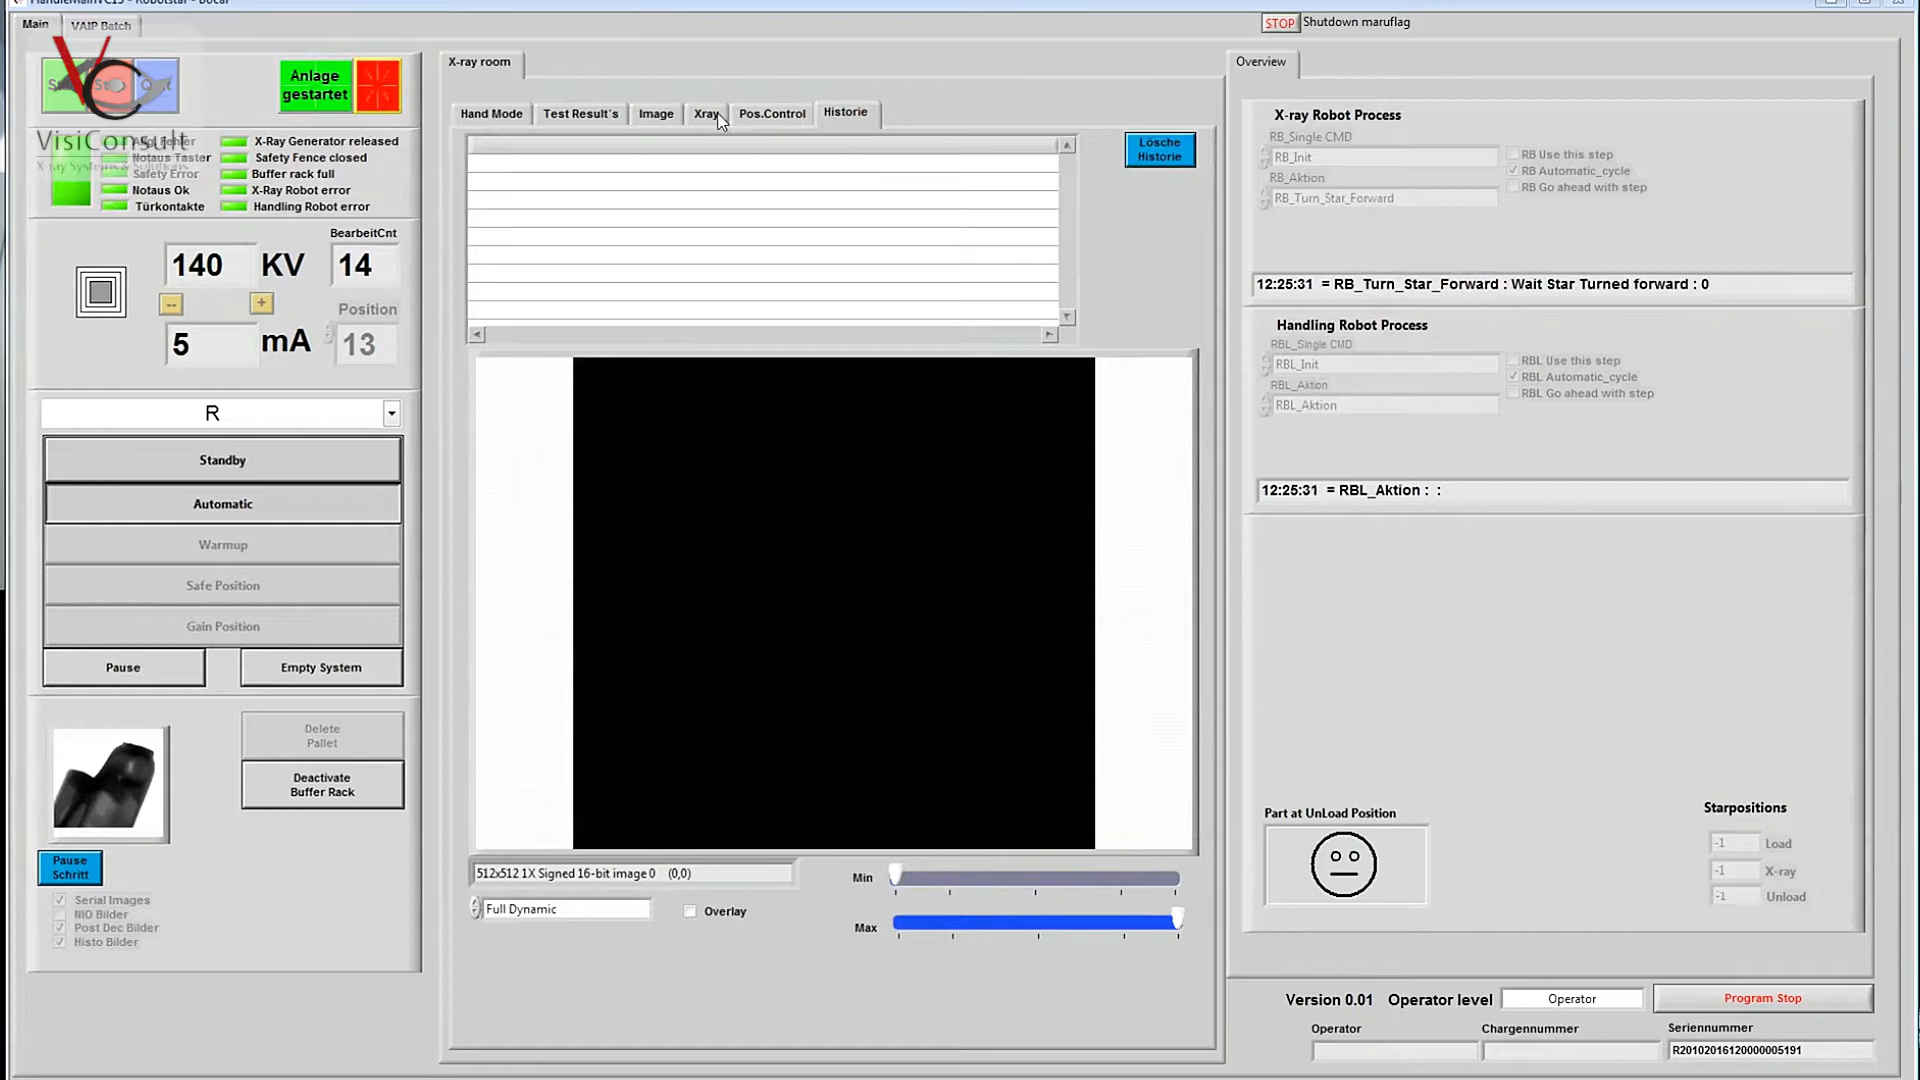 Main
VAIP Batch
STOP Shutdown maruflag
Anlage
gestartet
VisiConsult
X-ray Systems & Solutions
X-Ray Generator released
Notaus Taster
Safety Fence closed
Safety Error
Buffer rack full
Notaus Ok
X-Ray Robot error
Türkontakte
Handling Robot error
140 KV
BearbeitCnt
14
-- +
Position
5 mA
13
R
Standby
Automatic
Warmup
Safe Position
Gain Position
Pause
Empty System
Delete
Pallet
Deactivate
Buffer Rack
Pause
Schritt
Serial Images
NIO Bilder
Post Dec Bilder
Histo Bilder
X-ray room
Hand Mode
Test Result´s
Image
Xray
Pos.Control
Historie
Lösche
Historie
512x512 1X Signed 16-bit image 0 (0,0)
Full Dynamic
Overlay
Min
Max
Overview
X-ray Robot Process
RB_Single CMD
RB_Init
RB_Aktion
RB_Turn_Star_Forward
RB Use this step
RB Automatic_cycle
RB Go ahead with step
12:25:31 = RB_Turn_Star_Forward : Wait Star Turned forward : 0
Handling Robot Process
RBL_Single CMD
RBL_Init
RBL_Aktion
RBL_Aktion
RBL Use this step
RBL Automatic_cycle
RBL Go ahead with step
12:25:31 = RBL_Aktion : :
Part at UnLoad Position
Starpositions
-1 Load
-1 X-ray
-1 Unload
Version 0.01 Operator level Operator
Program Stop
Operator
Chargennummer
Seriennummer
R20102016120000005191